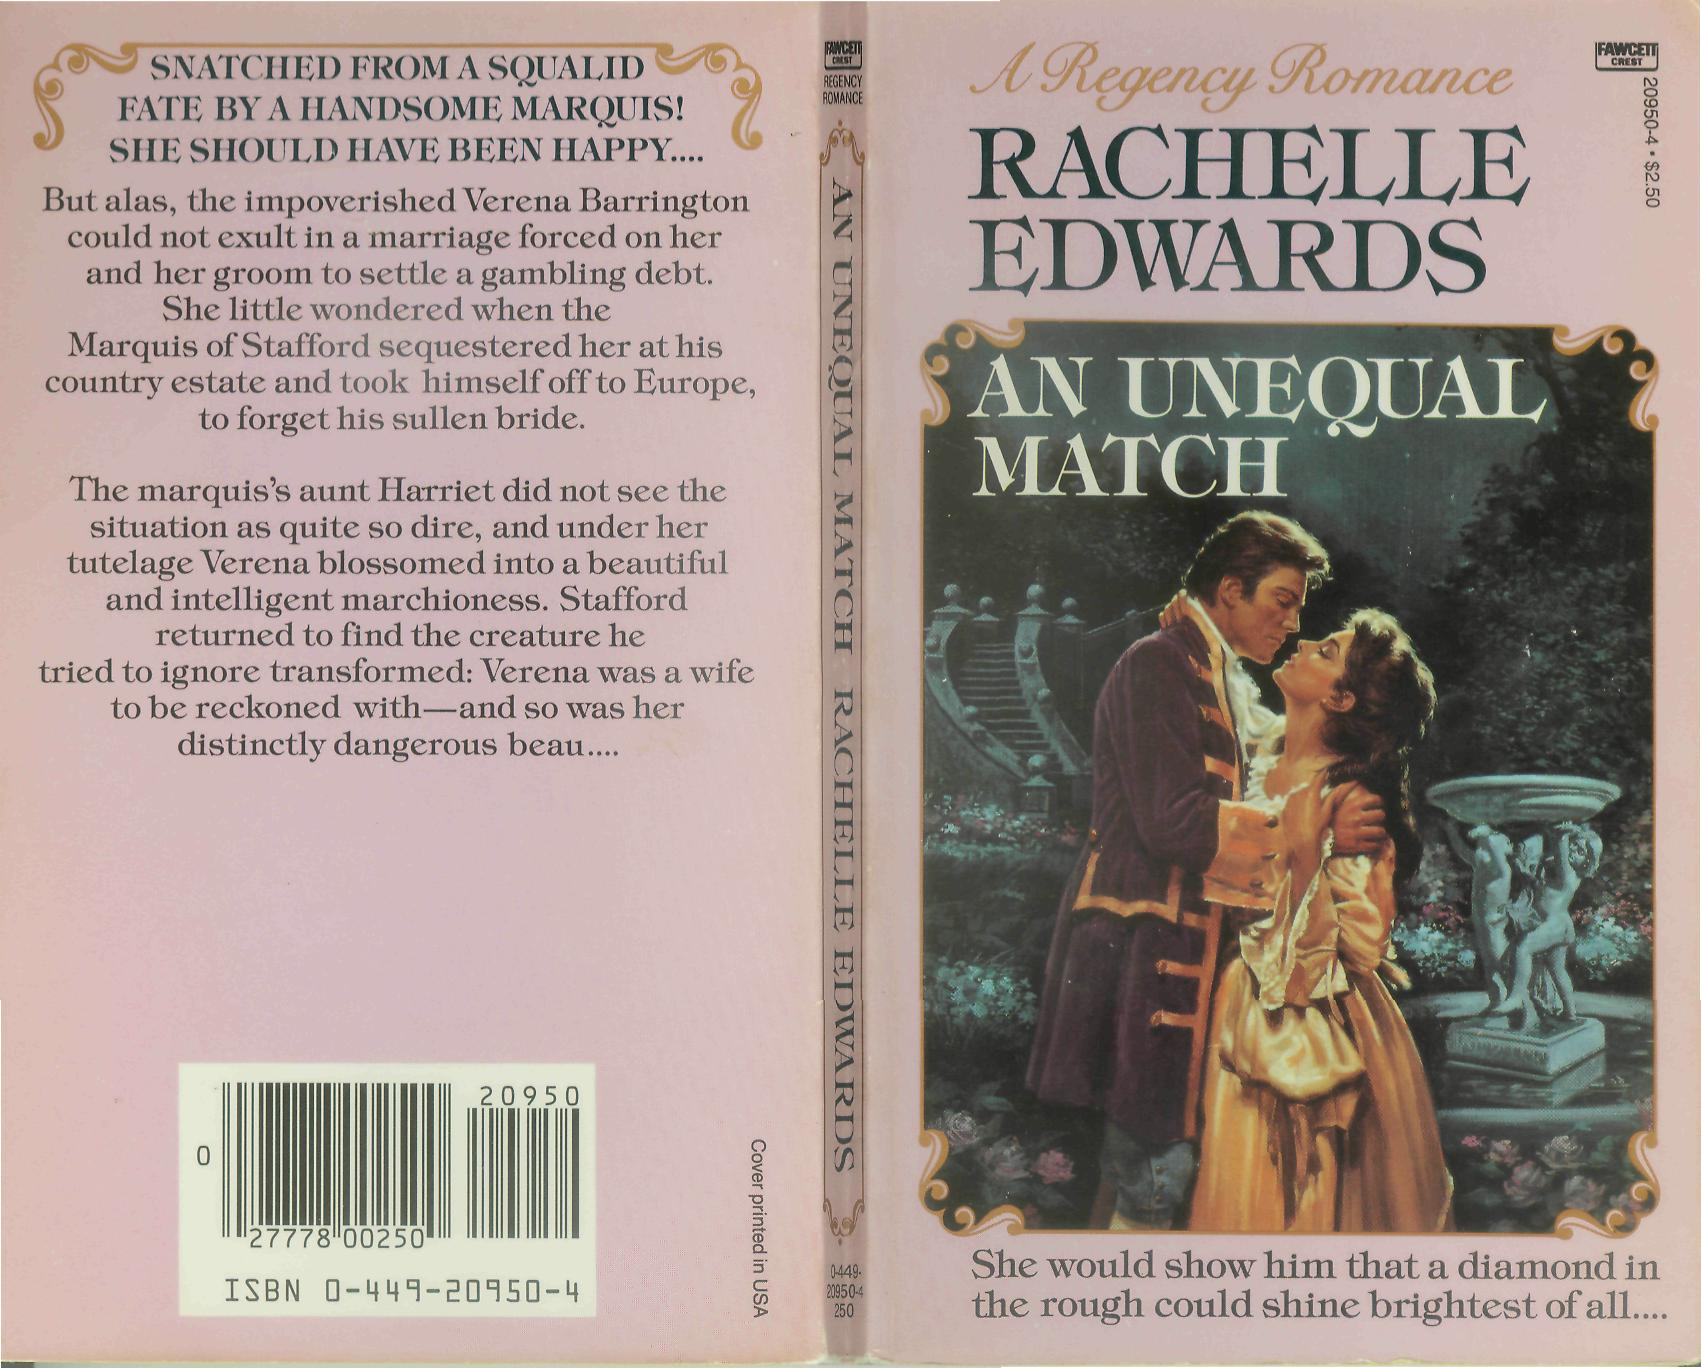 SNATCHED FROM A SQUALID
FATE BY A HANDSOME MARQUIS!
SHE SHOULD HAVE BEEN HAPPY....
But alas, the impoverished Verena Barrington
could not exult in a marriage forced on her
and her groom to settle a gambling debt.
She little wondered when the
Marquis of Stafford sequestered her at his
country estate and took himself off to Europe,
to forget his sullen bride.
The marquis's aunt Harriet did not see the
situation as quite so dire, and under her
tutelage Verena blossomed into a beautiful
and intelligent marchioness. Stafford
returned to find the creature he
tried to ignore transformed: Verena was a wife
to be reckoned with—and so was her
distinctly dangerous beau....
20950
0
27778 00250
ISBN 0-449-20950-4
Cover printed in USA
FAWCETT
CREST
REGENCY
ROMANCE
AN UNEQUAL MATCH RACHELLE EDWARDS
0-449-
20950-4
250
A Regency Romance
FAWCETT
CREST
20950-4 • $2.50
RACHELLE
EDWARDS
AN UNEQUAL
MATCH
She would show him that a diamond in
the rough could shine brightest of all....